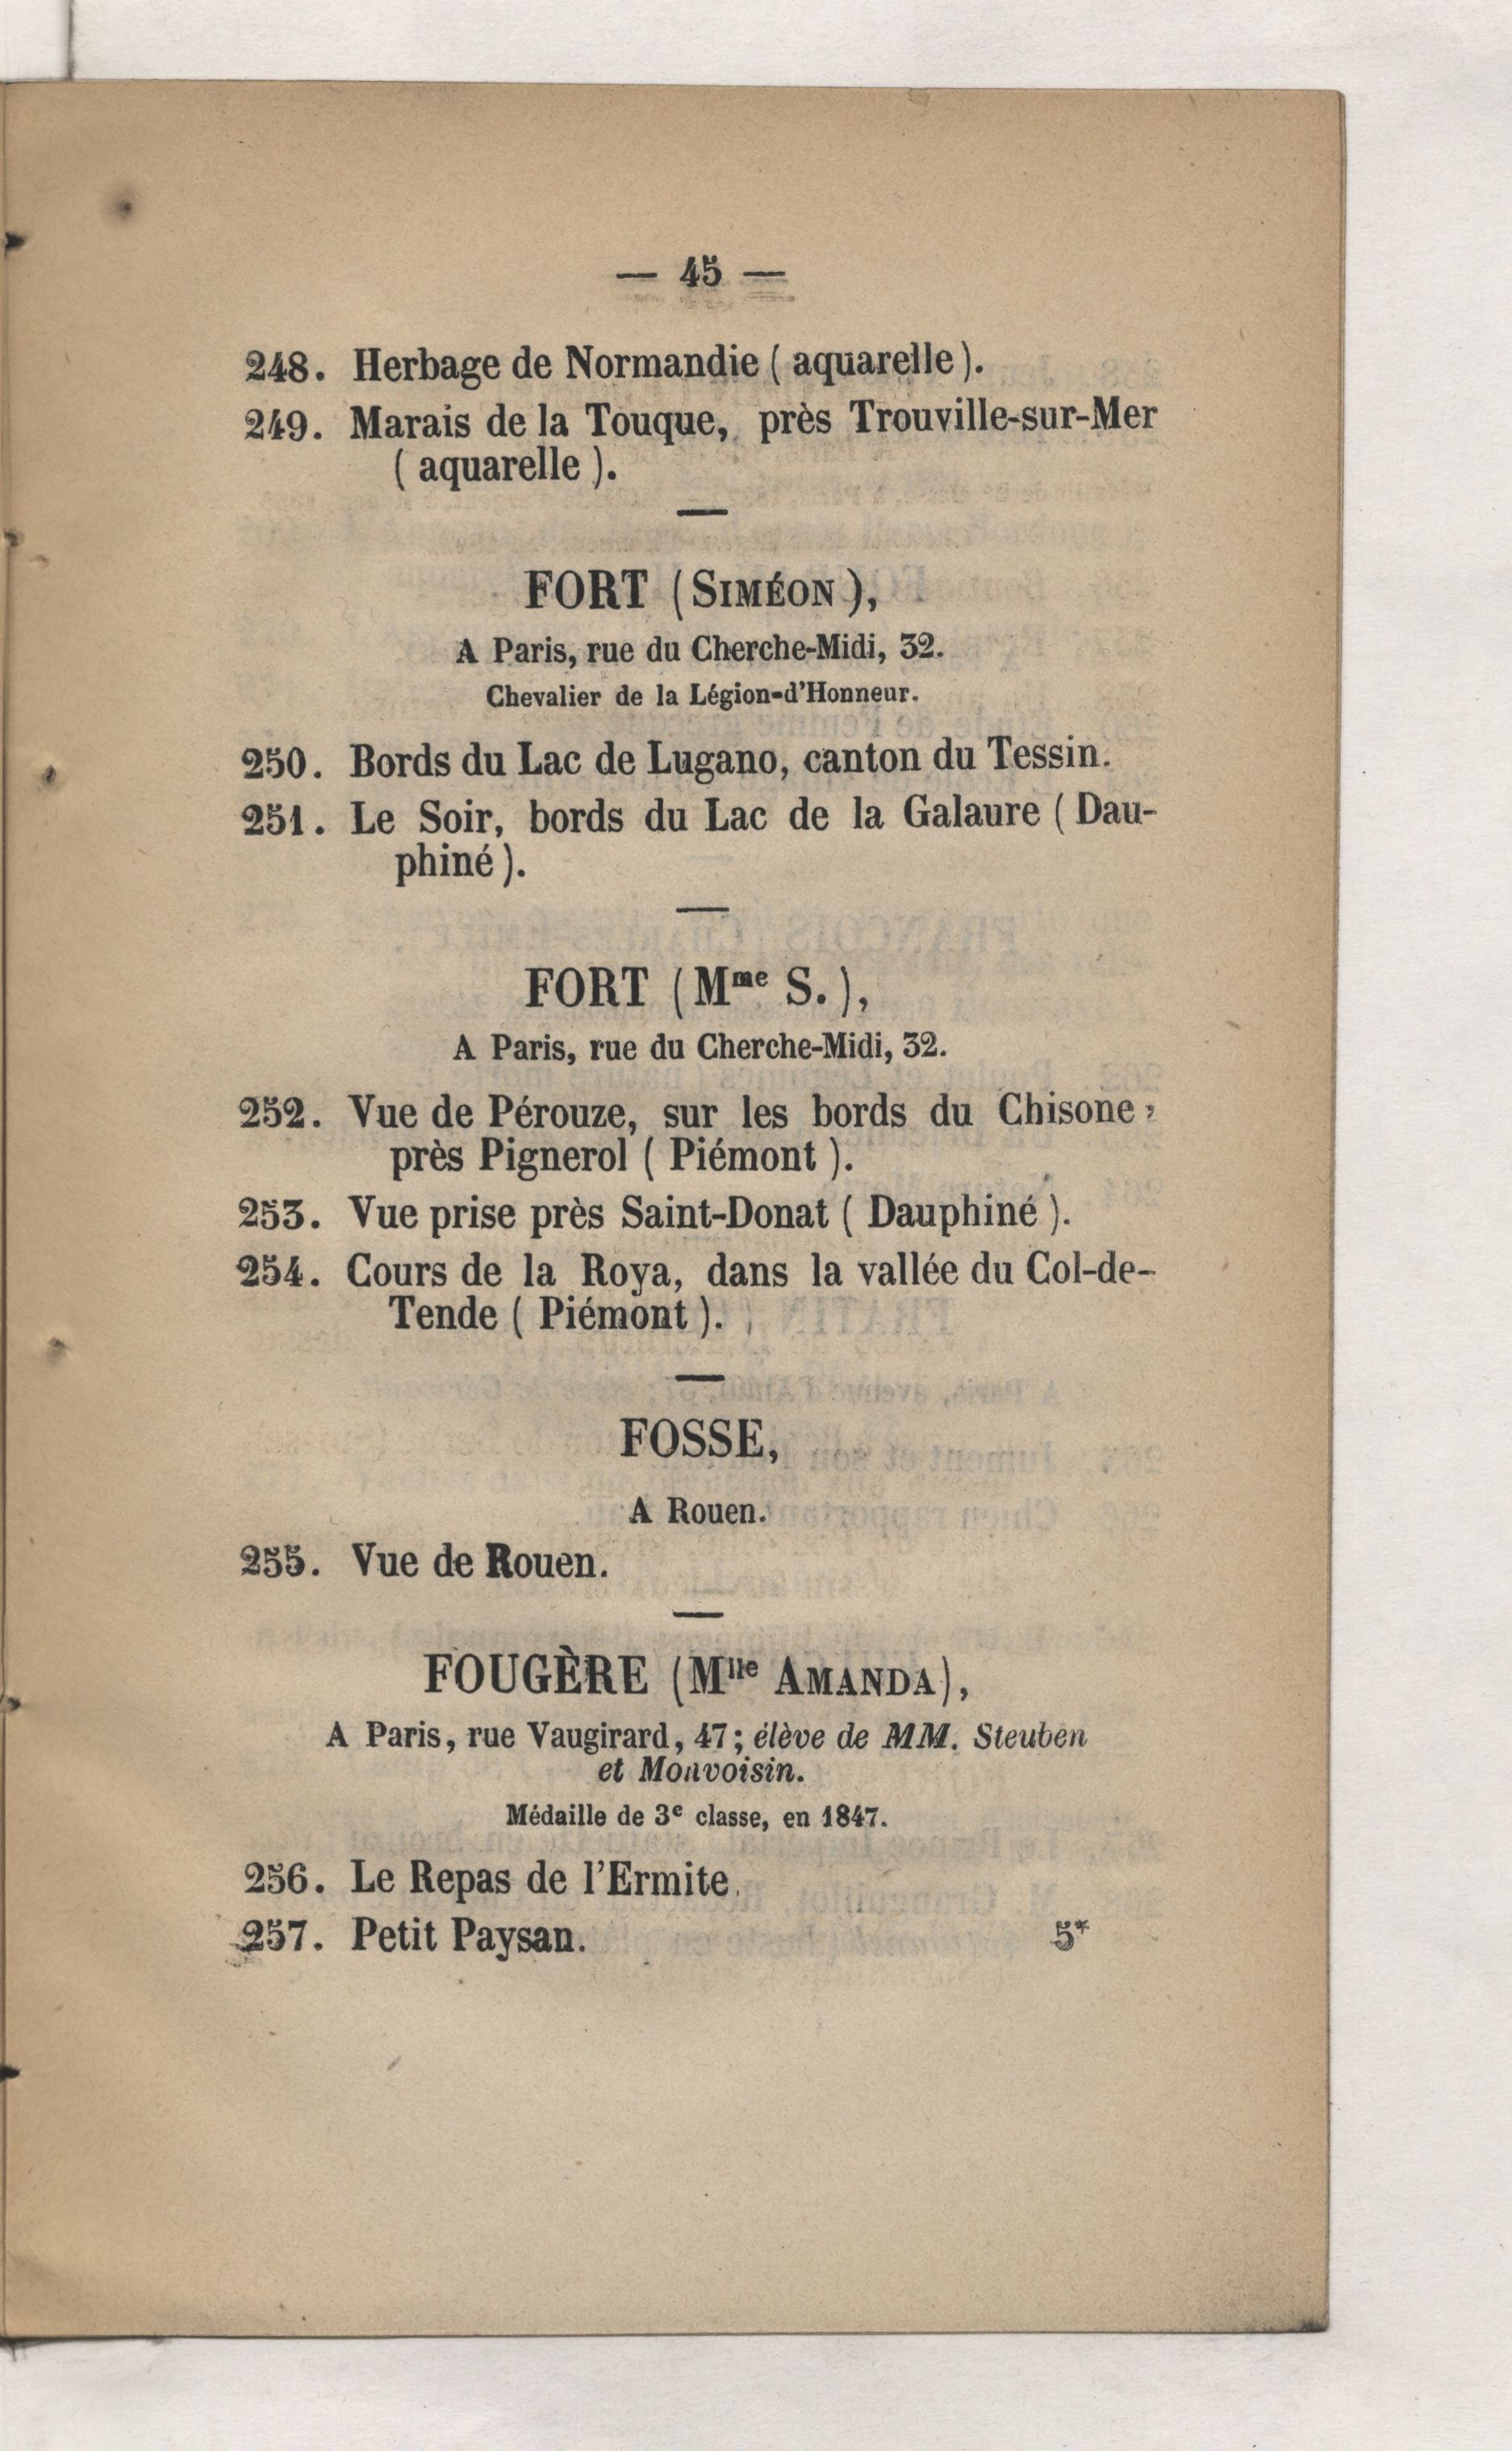 — 45 —
248. Herbage de Normandie ( aquarelle ).
249. Marais de la Touque, près Trouville-sur-Mer
( aquarelle ).
FORT (SIMÉON),
A Paris, rue du Cherche-Midi, 32.
Chevalier de la Légion-d'Honneur.
250. Bords du Lac de Lugano, canton du Tessin.
251. Le Soir, bords du Lac de la Galaure ( Dau-
phiné ).
FORT (Mme S.),
A Paris, rue du Cherche-Midi, 32.
252. Vue de Pérouze, sur les bords du Chisone,
près Pignerol ( Piémont ).
253. Vue prise près Saint-Donat ( Dauphiné ).
254. Cours de la Roya, dans la vallée du Col-de-
Tende ( Piémont ).
FOSSE,
A Rouen.
255. Vue de Rouen.
FOUGÈRE (Mlle AMANDA),
A Paris, rue Vaugirard, 47; élève de MM. Steuben
et Monvoisin.
Médaille de 3e classe, en 1847.
256. Le Repas de l'Ermite.
257. Petit Paysan. 5*